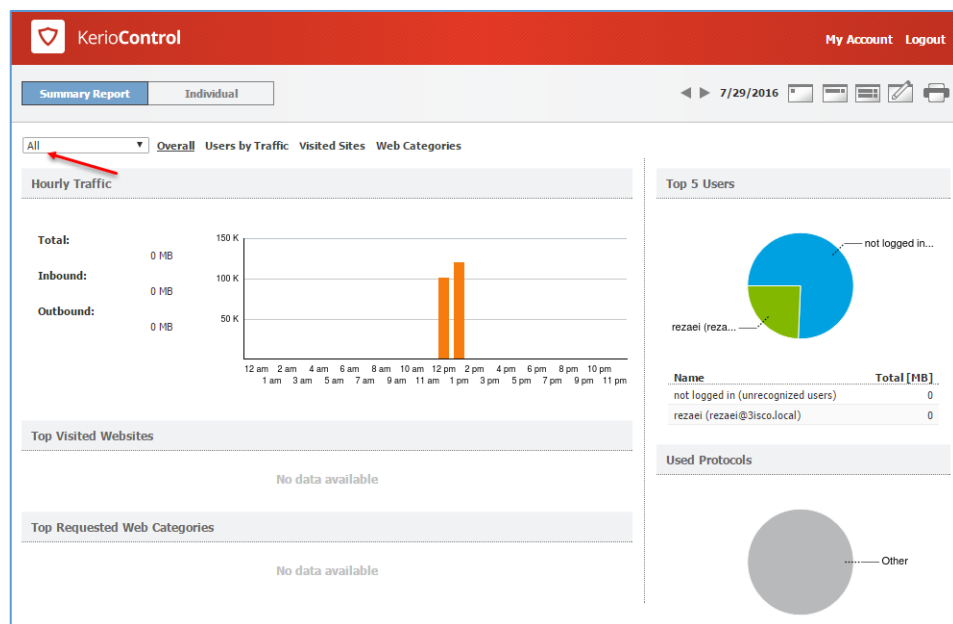 KerioControl
My Account Logout
Summary Report Individual
7/29/2016
All Overall Users by Traffic Visited Sites Web Categories
Hourly Traffic
Total:
0 MB
Inbound:
0 MB
Outbound:
0 MB
150 K
100 K
50 K
12 am 2 am 4 am 6 am 8 am 10 am 12 pm 2 pm 4 pm 6 pm 8 pm 10 pm
1 am 3 am 5 am 7 am 9 am 11 am 1 pm 3 pm 5 pm 7 pm 9 pm 11 pm
Top Visited Websites
No data available
Top Requested Web Categories
No data available
Top 5 Users
not logged in...
rezaei (reza...
Name Total [MB]
not logged in (unrecognized users) 0
rezaei (rezaei@3isco.local) 0
Used Protocols
Other